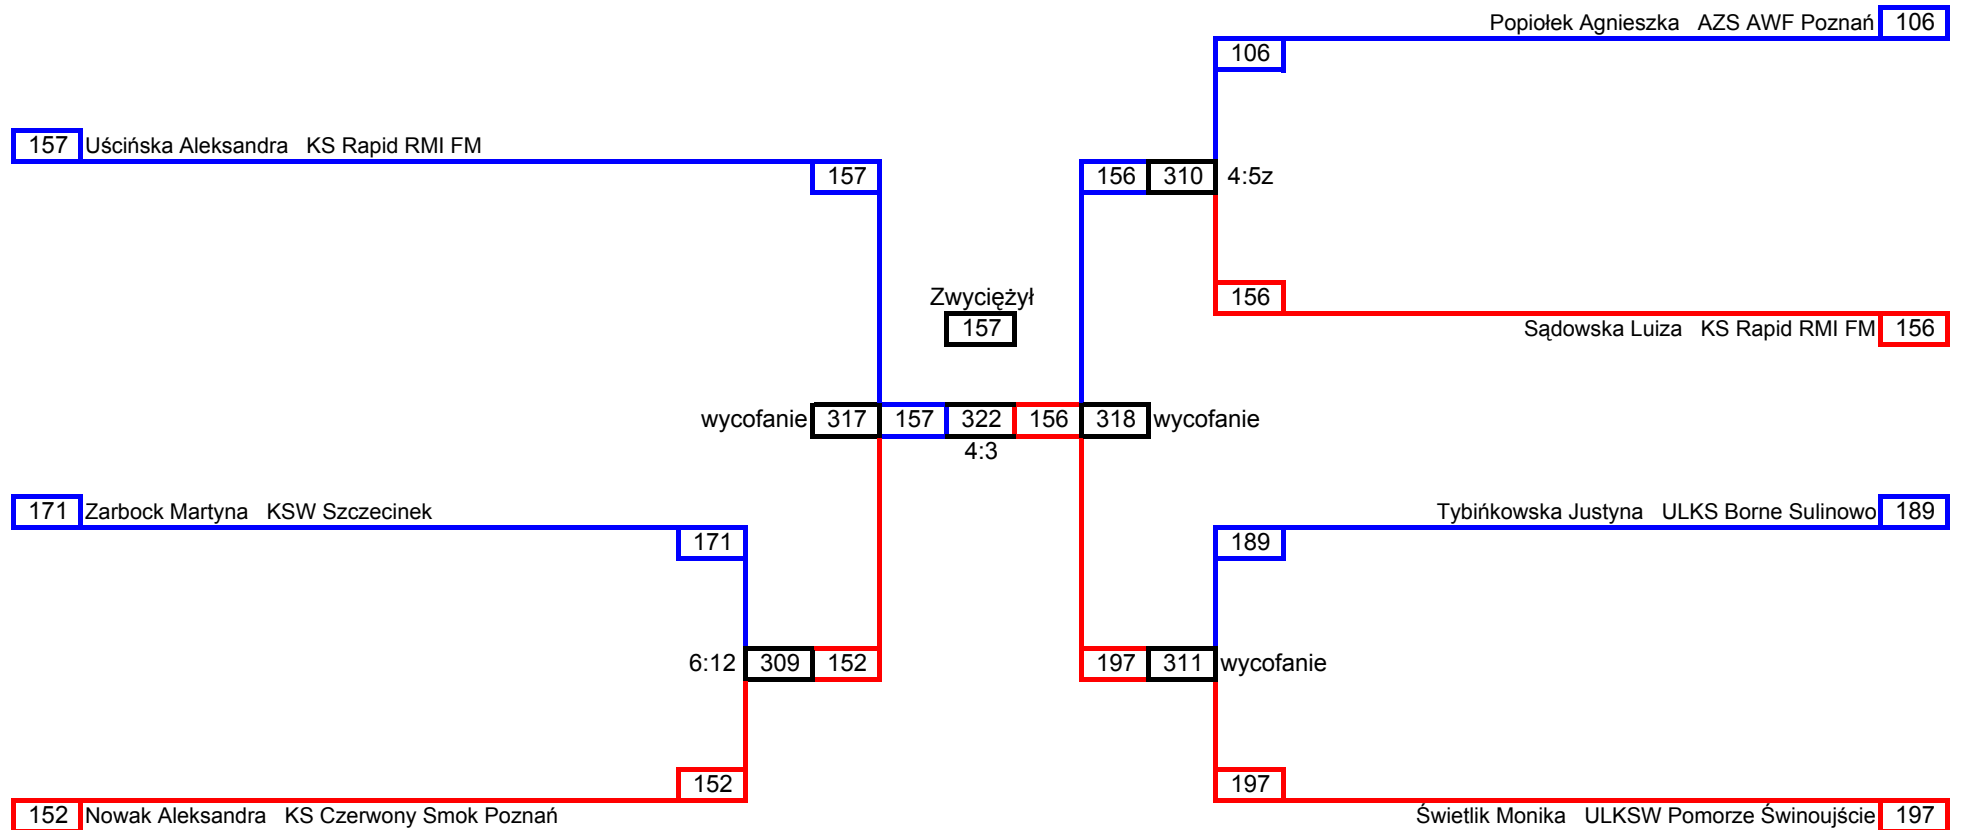 Popiołek Agnieszka AZS AWF Poznań 106
106
157 Uścińska Aleksandra KS Rapid RMI FM
157
156 310 4:5z
156
Zwyciężył
157
Sądowska Luiza KS Rapid RMI FM 156
wycofanie 317 157 322 156 318 wycofanie
4:3
171 Zarbock Martyna KSW Szczecinek
Tybińkowska Justyna ULKS Borne Sulinowo 189
171
189
6:12 309 152
197 311 wycofanie
152
197
152 Nowak Aleksandra KS Czerwony Smok Poznań
Świetlik Monika ULKSW Pomorze Świnoujście 197